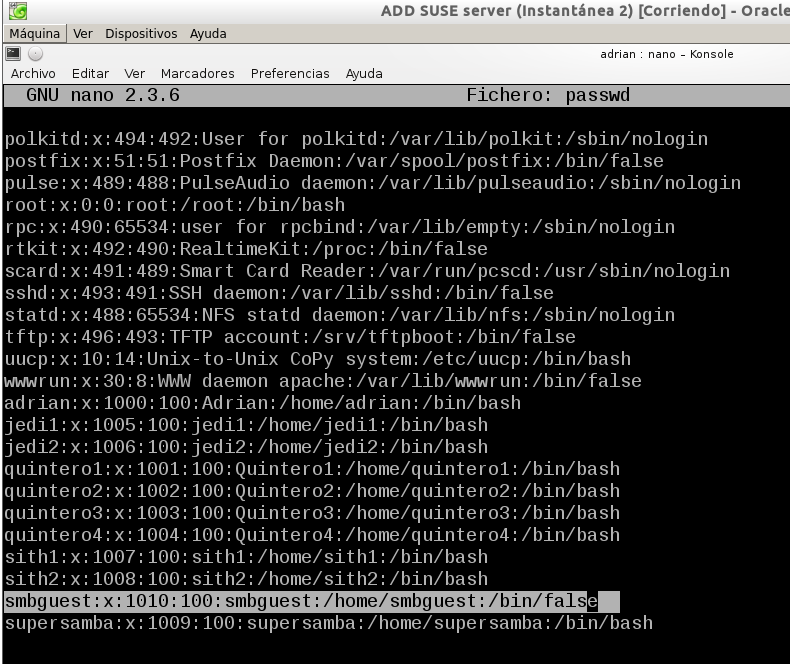 ADD SUSE server (Instantánea 2) [Corriendo] - Oracle
Máquina Ver Dispositivos Ayuda
adrian : nano – Konsole
Archivo Editar Ver Marcadores Preferencias Ayuda
GNU nano 2.3.6 Fichero: passwd
polkitd:x:494:492:User for polkitd:/var/lib/polkit:/sbin/nologin
postfix:x:51:51:Postfix Daemon:/var/spool/postfix:/bin/false
pulse:x:489:488:PulseAudio daemon:/var/lib/pulseaudio:/sbin/nologin
root:x:0:0:root:/root:/bin/bash
rpc:x:490:65534:user for rpcbind:/var/lib/empty:/sbin/nologin
rtkit:x:492:490:RealtimeKit:/proc:/bin/false
scard:x:491:489:Smart Card Reader:/var/run/pcscd:/usr/sbin/nologin
sshd:x:493:491:SSH daemon:/var/lib/sshd:/bin/false
statd:x:488:65534:NFS statd daemon:/var/lib/nfs:/sbin/nologin
tftp:x:496:493:TFTP account:/srv/tftpboot:/bin/false
uucp:x:10:14:Unix-to-Unix CoPy system:/etc/uucp:/bin/bash
wwwrun:x:30:8:WWW daemon apache:/var/lib/wwwrun:/bin/false
adrian:x:1000:100:Adrian:/home/adrian:/bin/bash
jedi1:x:1005:100:jedi1:/home/jedi1:/bin/bash
jedi2:x:1006:100:jedi2:/home/jedi2:/bin/bash
quintero1:x:1001:100:Quintero1:/home/quintero1:/bin/bash
quintero2:x:1002:100:Quintero2:/home/quintero2:/bin/bash
quintero3:x:1003:100:Quintero3:/home/quintero3:/bin/bash
quintero4:x:1004:100:Quintero4:/home/quintero4:/bin/bash
sith1:x:1007:100:sith1:/home/sith1:/bin/bash
sith2:x:1008:100:sith2:/home/sith2:/bin/bash
smbguest:x:1010:100:smbguest:/home/smbguest:/bin/false
supersamba:x:1009:100:supersamba:/home/supersamba:/bin/bash